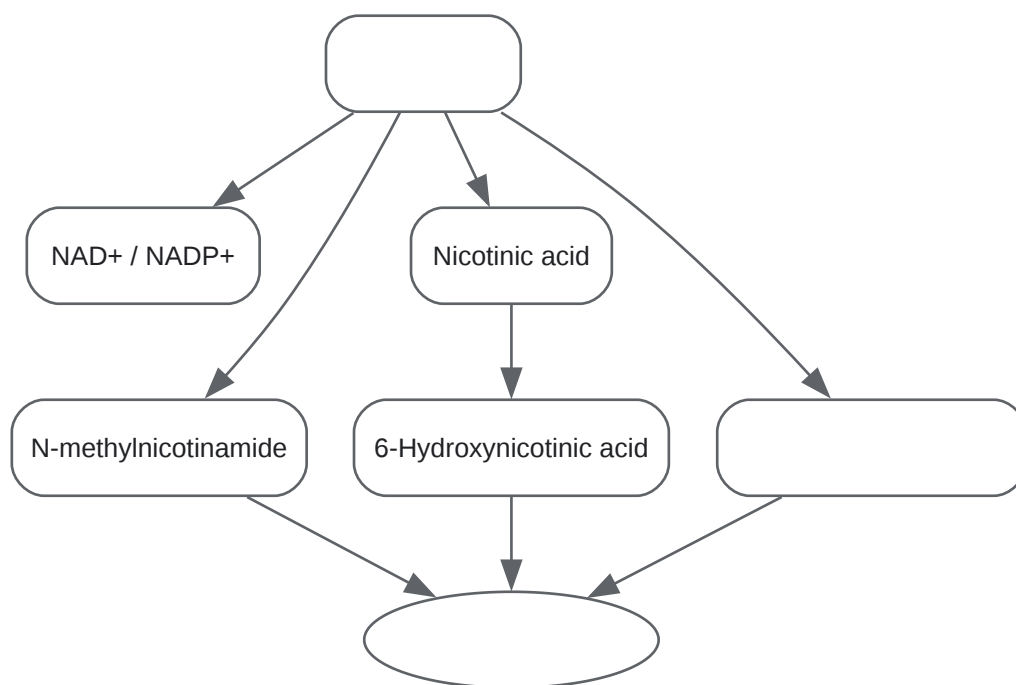 NAD+ / NADP+
Nicotinic acid
N-methylnicotinamide
6-Hydroxynicotinic acid